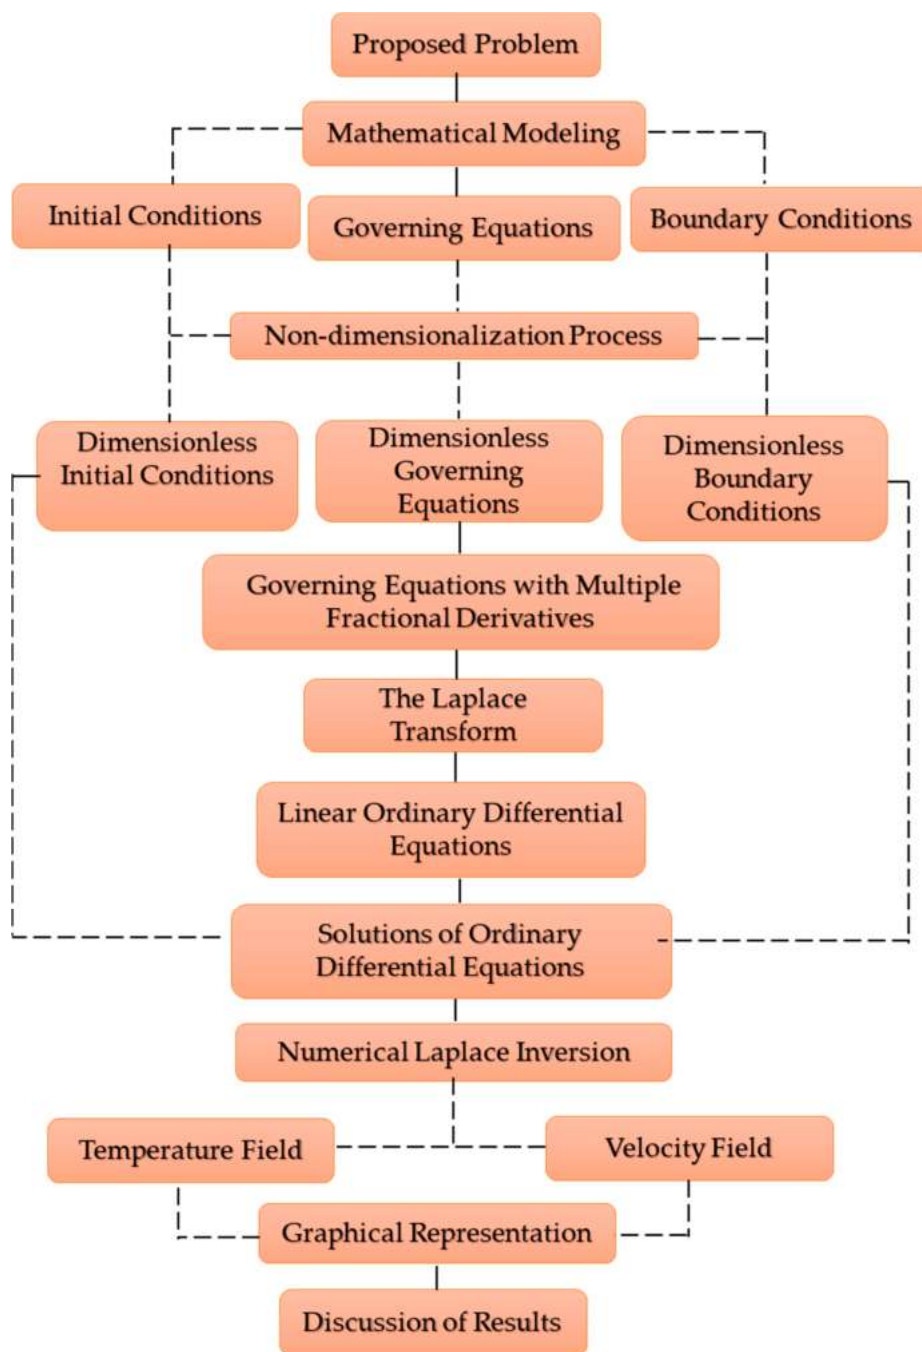 Proposed Problem
Mathematical Modeling
Initial Conditions
Governing Equations
Boundary Conditions
Non-dimensionalization Process
Dimensionless
Initial Conditions
Dimensionless
Governing
Equations
Dimensionless
Boundary
Conditions
Governing Equations with Multiple
Fractional Derivatives
The Laplace
Transform
Linear Ordinary Differential
Equations
Solutions of Ordinary
Differential Equations
Numerical Laplace Inversion
Temperature Field
Velocity Field
Graphical Representation
Discussion of Results